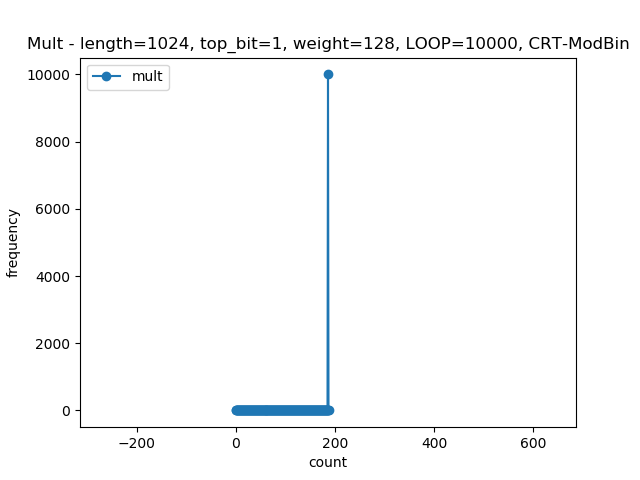 Mult - length=1024, top_bit=1, weight=128, LOOP=10000, CRT-ModBin
mult
10000
8000
6000
4000
2000
0
frequency
−200 0 200 400 600
count